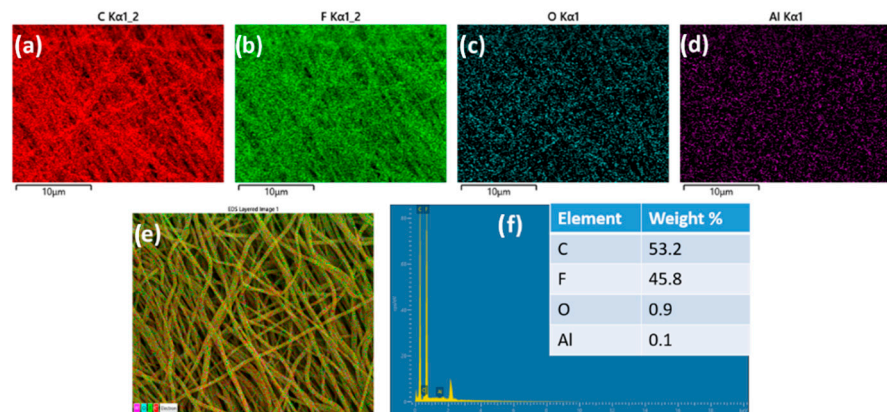 C Kα1_2
F Kα1_2
O Kα1
Al Kα1
(a)
(b)
(c)
(d)
10μm
10μm
10μm
10μm
EDS Layered Image 1
(e)
(f)
Element Weight %
C 53.2
F 45.8
O 0.9
Al 0.1
Electron